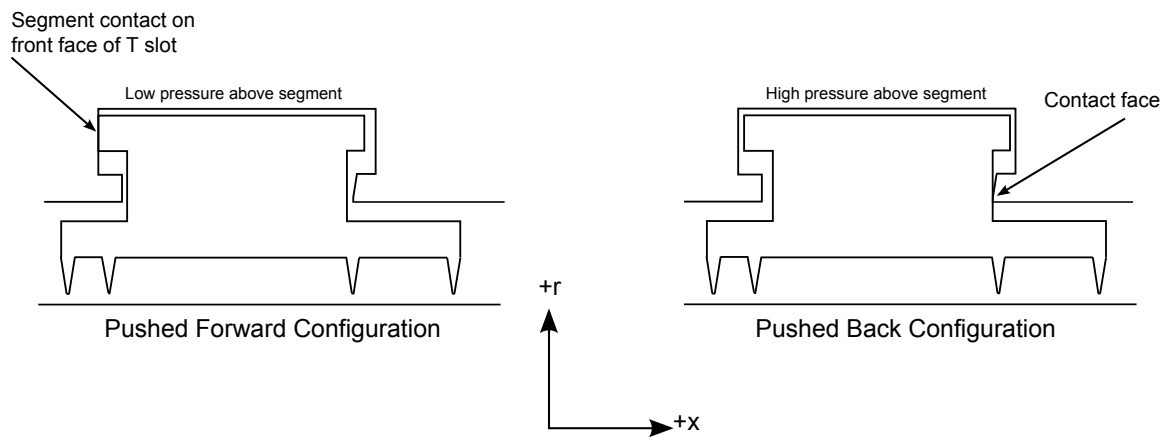 Segment contact on
front face of T slot
Low pressure above segment
High pressure above segment
Contact face
Pushed Forward Configuration
+r
Pushed Back Configuration
+x